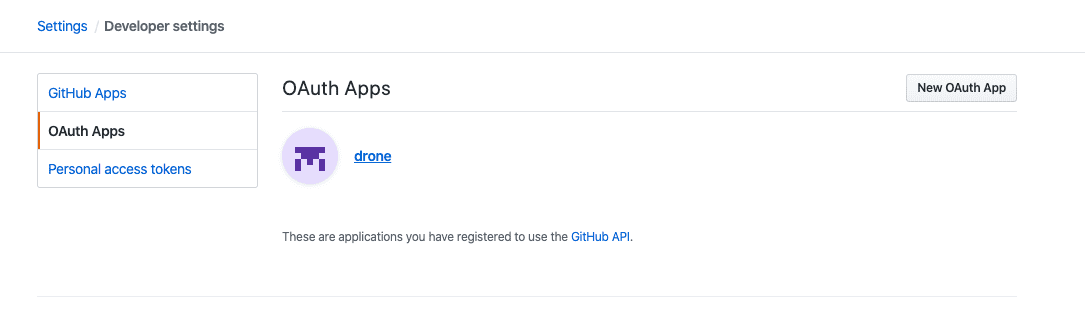 Settings / Developer settings
GitHub Apps
OAuth Apps
Personal access tokens
OAuth Apps
New OAuth App
drone
These are applications you have registered to use the GitHub API.